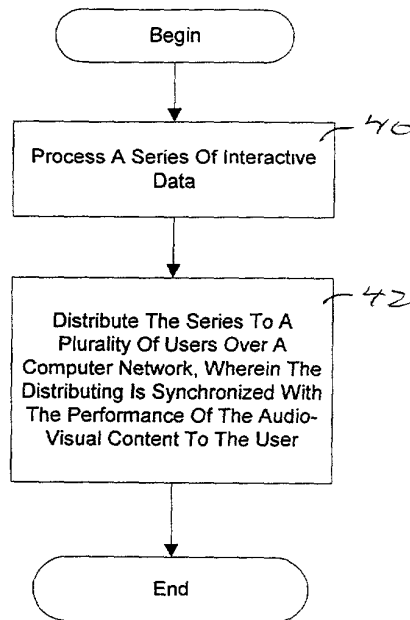 Begin
40
Process A Series Of Interactive
Data
42
Distribute The Series To A
Plurality Of Users Over A
Computer Network, Wherein The
Distributing Is Synchronized With
The Performance Of The Audio-
Visual Content To The User
End